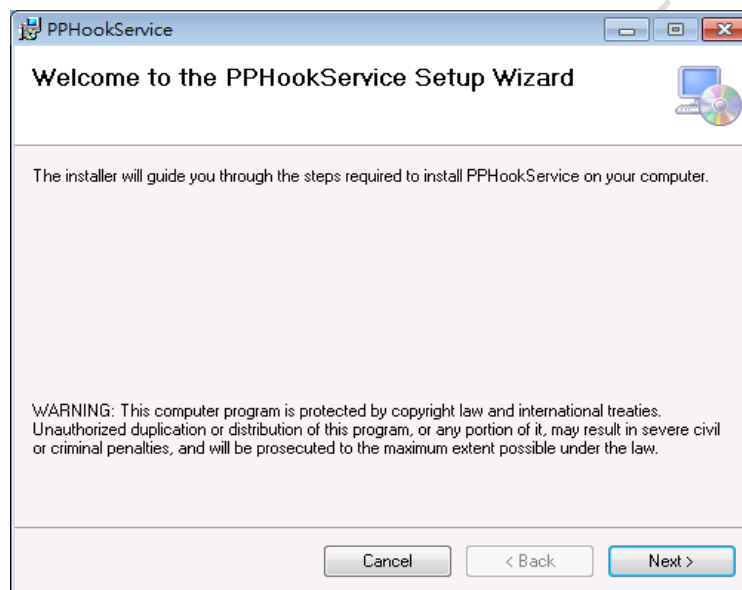 PPHookService
Welcome to the PPHookService Setup Wizard
The installer will guide you through the steps required to install PPHookService on your computer.
WARNING: This computer program is protected by copyright law and international treaties.
Unauthorized duplication or distribution of this program, or any portion of it, may result in severe civil
or criminal penalties, and will be prosecuted to the maximum extent possible under the law.
Cancel
< Back
Next >